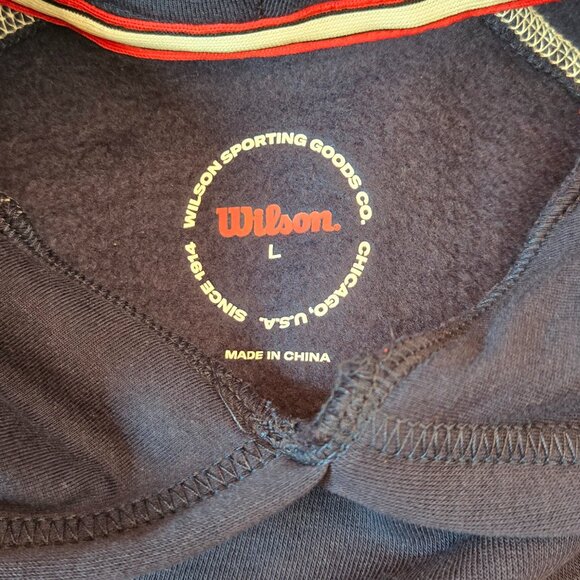 WILSON SPORTING GOODS CO.
CHICAGO, U.S.A.
SINCE 1914
Wilson.
L
MADE IN CHINA